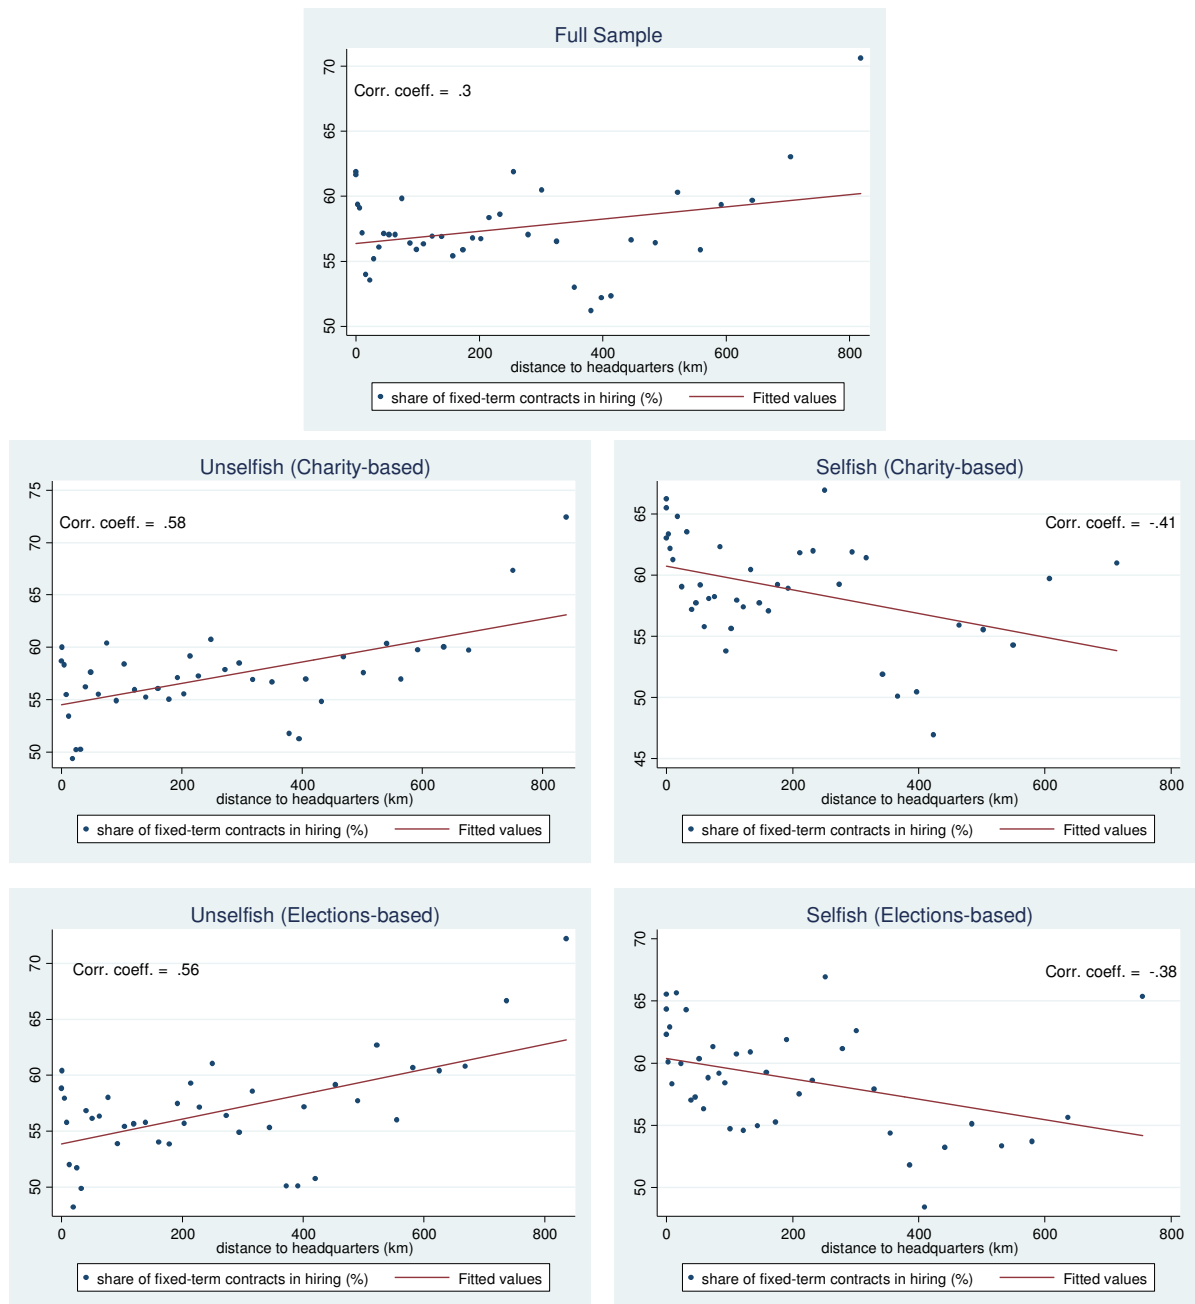 Full Sample
70
65
60
55
50
Corr. coeff. = .3
0 200 400 600 800
distance to headquarters (km)
share of fixed-term contracts in hiring (%) Fitted values
Unselfish (Charity-based)
75
70
65
60
55
50
Corr. coeff. = .58
0 200 400 600 800
distance to headquarters (km)
share of fixed-term contracts in hiring (%) Fitted values
Selfish (Charity-based)
65
60
55
50
45
Corr. coeff. = -.41
0 200 400 600 800
distance to headquarters (km)
share of fixed-term contracts in hiring (%) Fitted values
Unselfish (Elections-based)
70
65
60
55
50
Corr. coeff. = .56
0 200 400 600 800
distance to headquarters (km)
share of fixed-term contracts in hiring (%) Fitted values
Selfish (Elections-based)
70
65
60
55
50
Corr. coeff. = -.38
0 200 400 600 800
distance to headquarters (km)
share of fixed-term contracts in hiring (%) Fitted values